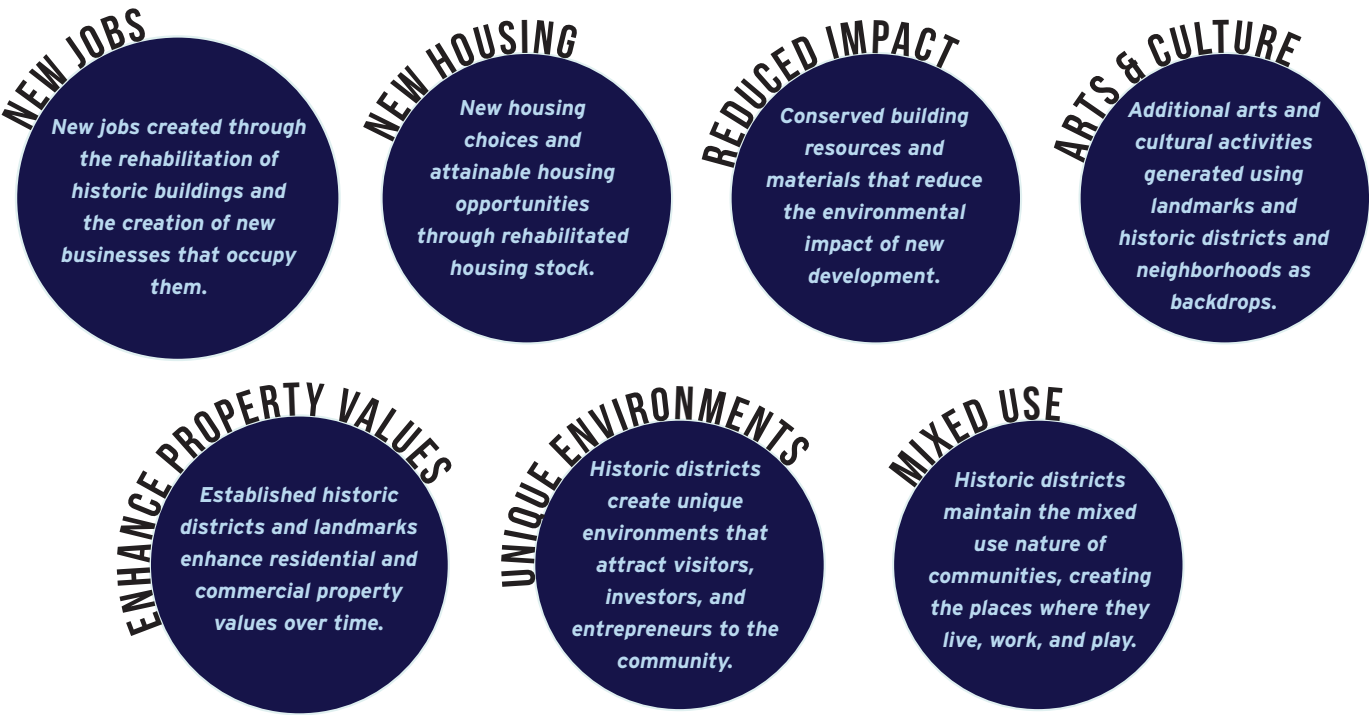 NEW JOBS
New jobs created through
the rehabilitation of
historic buildings and
the creation of new
businesses that occupy
them.
NEW HOUSING
New housing
choices and
attainable housing
opportunities
through rehabilitated
housing stock.
REDUCED IMPACT
Conserved building
resources and
materials that reduce
the environmental
impact of new
development.
ARTS & CULTURE
Additional arts and
cultural activities
generated using
landmarks and
historic districts and
neighborhoods as
backdrops.
ENHANCE PROPERTY VALUES
Established historic
districts and landmarks
enhance residential and
commercial property
values over time.
UNIQUE ENVIRONMENTS
Historic districts
create unique
environments that
attract visitors,
investors, and
entrepreneurs to the
community.
MIXED USE
Historic districts
maintain the mixed
use nature of
communities, creating
the places where they
live, work, and play.